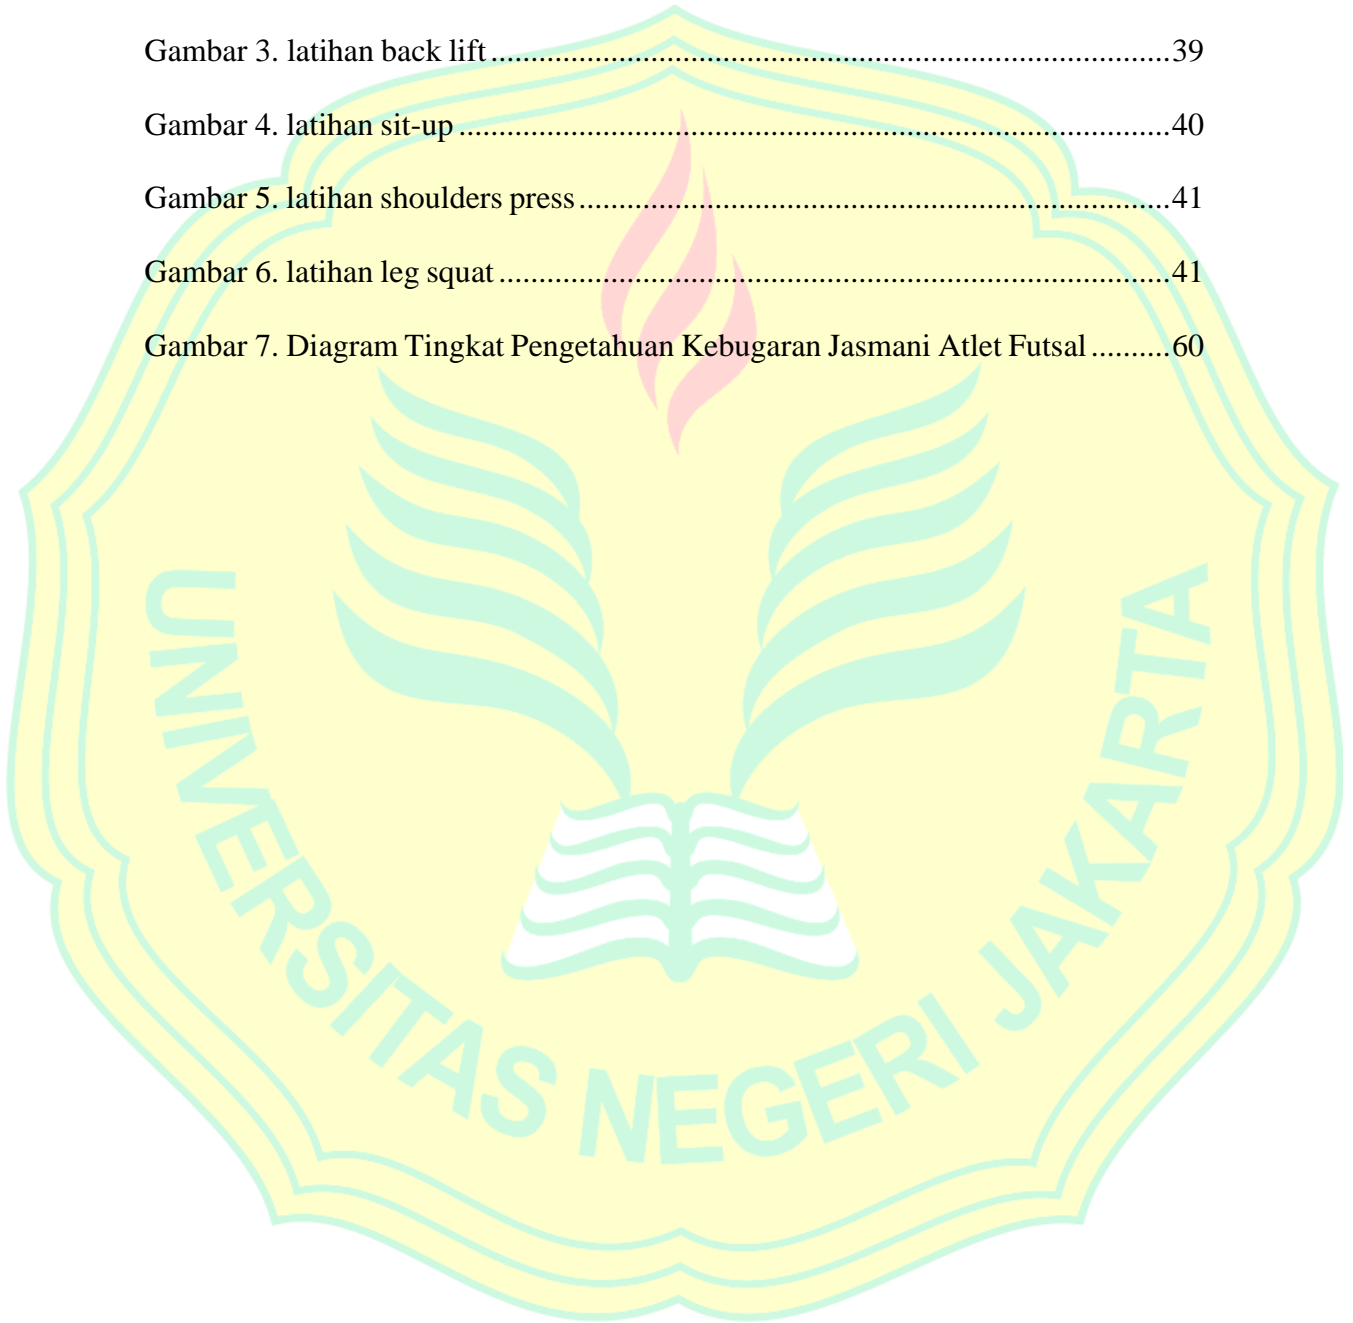 Gambar 3. latihan back lift.....................................................................................39
Gambar 4. latihan sit-up.........................................................................................40
Gambar 5. latihan shoulders press..........................................................................41
Gambar 6. latihan leg squat....................................................................................41
Gambar 7. Diagram Tingkat Pengetahuan Kebugaran Jasmani Atlet Futsal..........60
UNIVERSITAS NEGERI JAKARTA